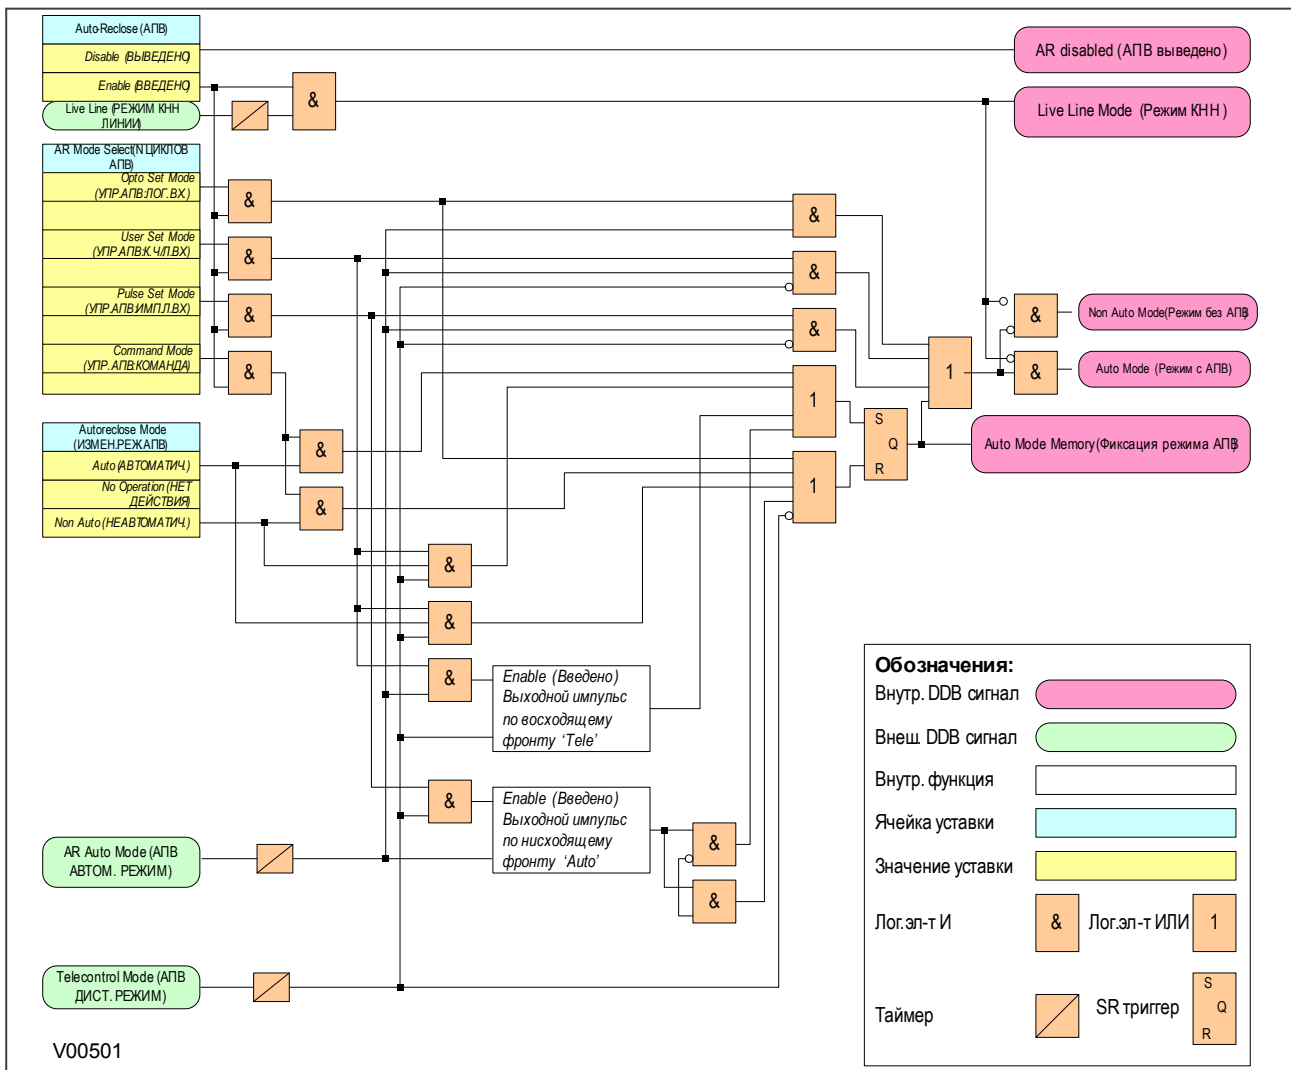 Auto-Reclose (АПВ)
Disable (ВЫВЕДЕНО)
Enable (ВВЕДЕНО)
Live Line (РЕЖИМ КНН
ЛИНИИ)
&
AR disabled (АПВ выведено)
Live Line Mode (Режим КНН )
AR Mode Select(N ЦИКЛОВ
АПВ)
Opto Set Mode
(УПР.АПВ:ЛОГ.ВХ.)
User Set Mode
(УПР.АПВ:К.Ч/Л.ВХ)
Pulse Set Mode
(УПР.АПВ:ИМП.Л.ВХ)
Command Mode
(УПР. АПВ:КОМАНДА)
&
&
&
&
&
&
&
1
&
&
Non Auto Mode(Режим без АПВ)
Auto Mode (Режим с АПВ)
Autoreclose Mode
(ИЗМЕН.РЕЖ.АПВ)
Auto (АВТОМАТИЧ.)
No Operation (НЕТ
ДЕЙСТВИЯ)
Non Auto (НЕАВТОМАТИЧ.)
&
&
1
1
S
Q
R
Auto Mode Memory(Фиксация режима АПВ)
&
&
&
Enable (Введено)
Выходной импульс
по восходящему
фронту ‘Tele’
&
Enable (Введено)
Выходной импульс
по нисходящему
фронту ‘Auto’
&
&
AR Auto Mode (АПВ
АВТОМ. РЕЖИМ)
Telecontrol Mode (АПВ
ДИСТ. РЕЖИМ)
V00501
Обозначения:
Внутр. DDB сигнал
Внеш. DDB сигнал
Внутр. функция
Ячейка уставки
Значение уставки
Лог.эл-т И
&
Лог.эл-т ИЛИ
1
Таймер
SR триггер
S
Q
R